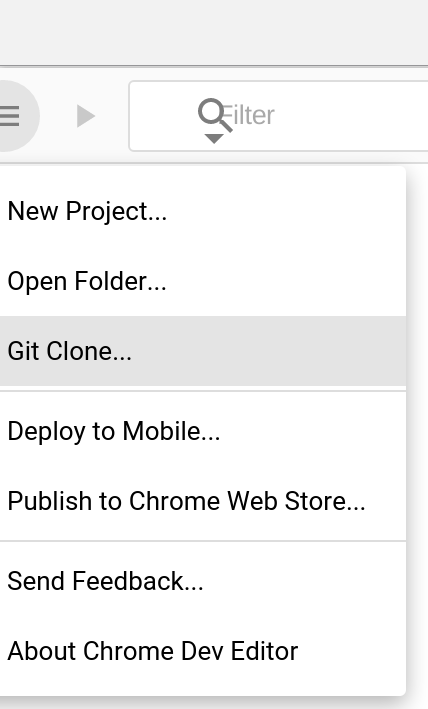 Filter
New Project...
Open Folder...
Git Clone...
Deploy to Mobile...
Publish to Chrome Web Store...
Send Feedback...
About Chrome Dev Editor